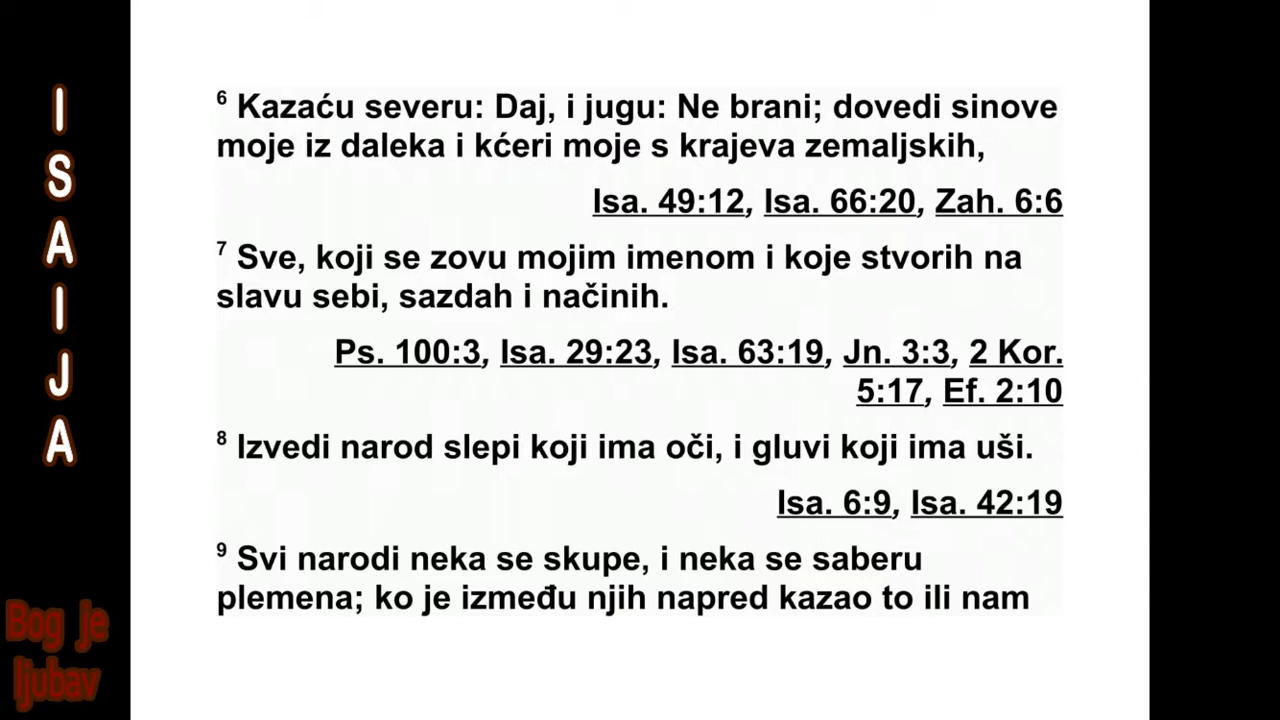 I
S
A
I
J
A
6 Kazaću severu: Daj, i jugu: Ne brani; dovedi sinove
moje iz daleka i kćeri moje s krajeva zemaljskih,
Isa. 49:12, Isa. 66:20, Zah. 6:6
7 Sve, koji se zovu mojim imenom i koje stvorih na
slavu sebi, sazdah i načinih.
Ps. 100:3, Isa. 29:23, Isa. 63:19, Jn. 3:3, 2 Kor.
5:17, Ef. 2:10
8 Izvedi narod slepi koji ima oči, i gluvi koji ima uši.
Isa. 6:9, Isa. 42:19
9 Svi narodi neka se skupe, i neka se saberu
plemena; ko je između njih napred kazao to ili nam
Bog je
ljubav